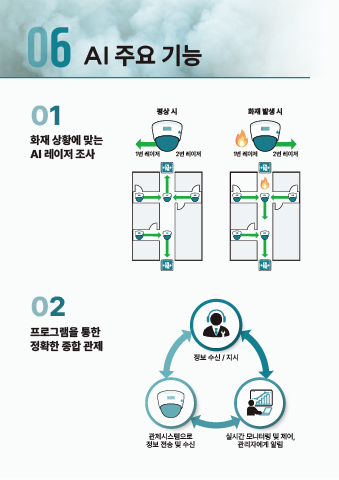 06 AI 주요 기능
01
화재 상황에 맞는
AI 레이저 조사
평상 시
1번 레이저 2번 레이저
화재 발생 시
1번 레이저 2번 레이저
02
프로그램을 통한
정확한 종합 관제
정보 수신 / 지시
관제시스템으로
정보 전송 및 수신
실시간 모니터링 및 제어,
관리자에게 알림